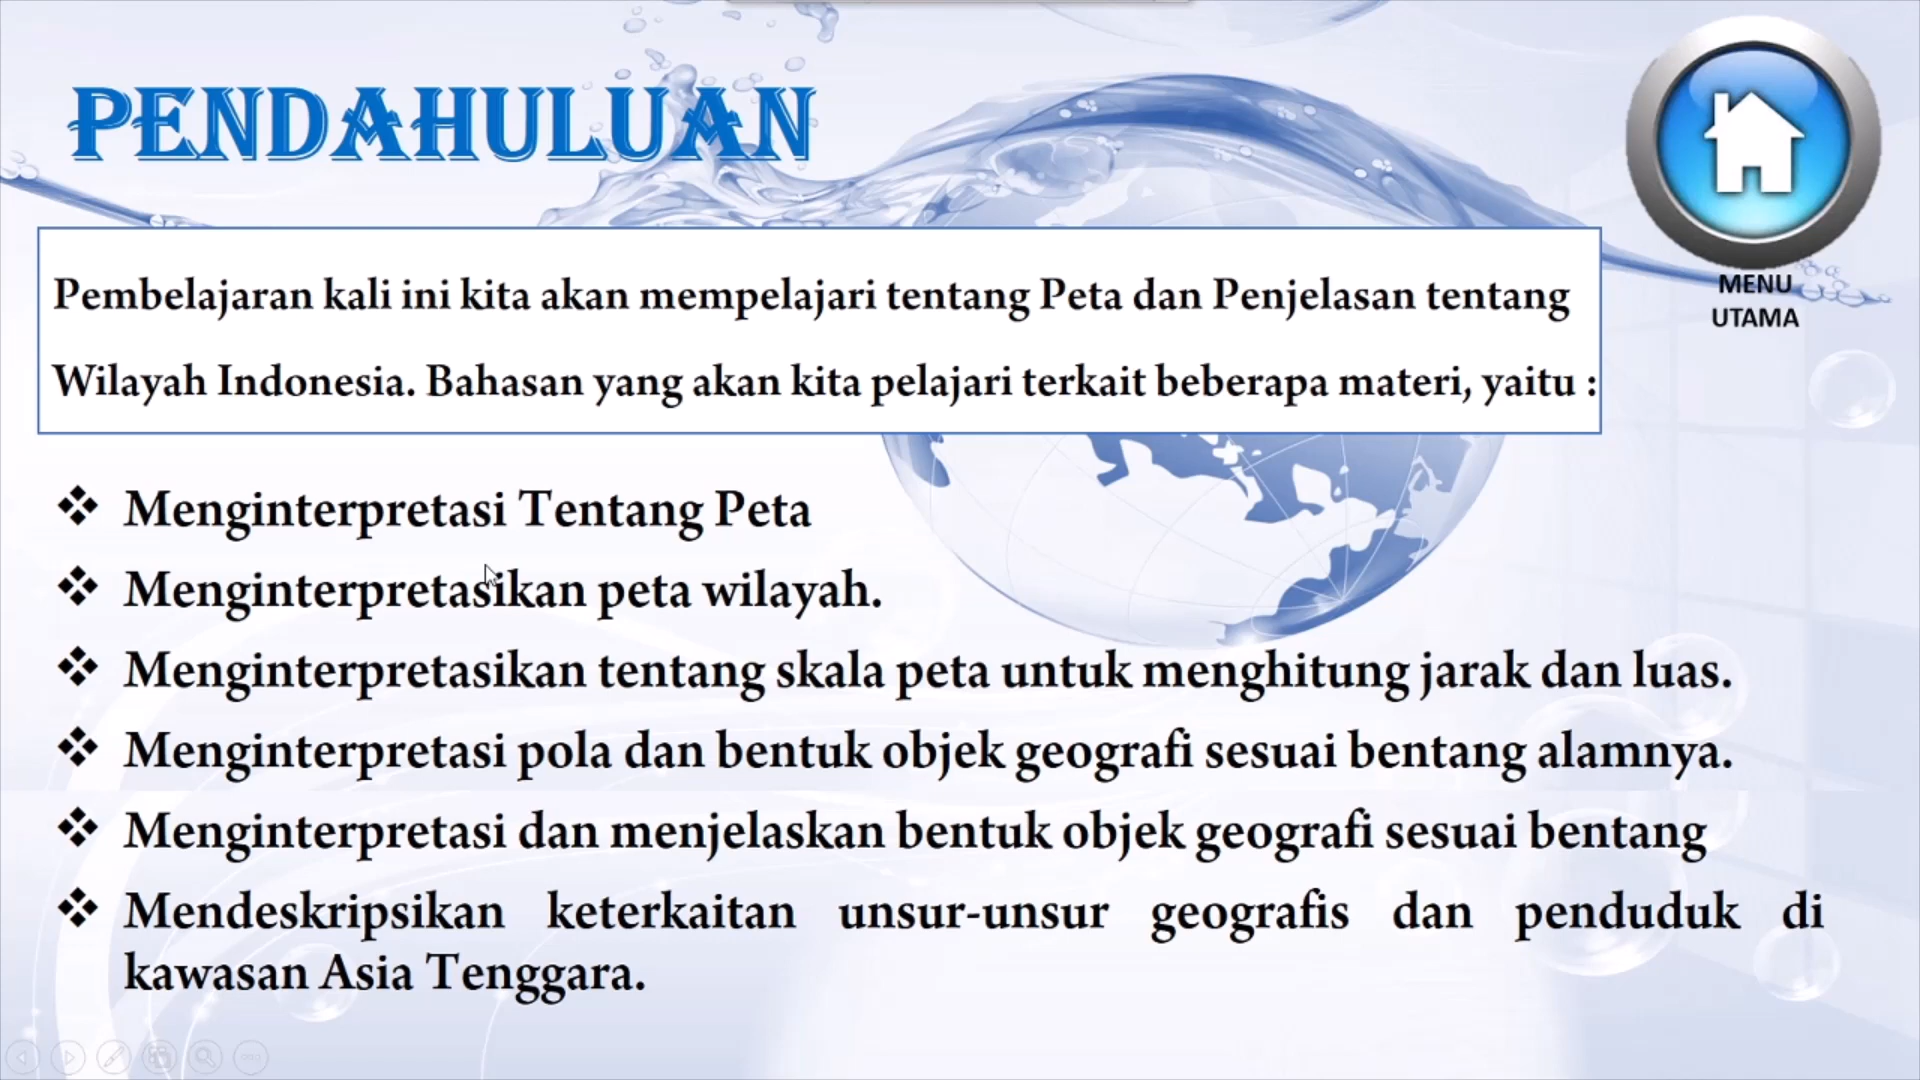 PENDAHULUAN
MENU
UTAMA
Pembelajaran kali ini kita akan mempelajari tentang Peta dan Penjelasan tentang
Wilayah Indonesia. Bahasan yang akan kita pelajari terkait beberapa materi, yaitu :
❖ Menginterpretasi Tentang Peta
❖ Menginterpretasikan peta wilayah.
❖ Menginterpretasikan tentang skala peta untuk menghitung jarak dan luas.
❖ Menginterpretasi pola dan bentuk objek geografi sesuai bentang alamnya.
❖ Menginterpretasi dan menjelaskan bentuk objek geografi sesuai bentang
❖ Mendeskripsikan keterkaitan unsur-unsur geografis dan penduduk di
kawasan Asia Tenggara.